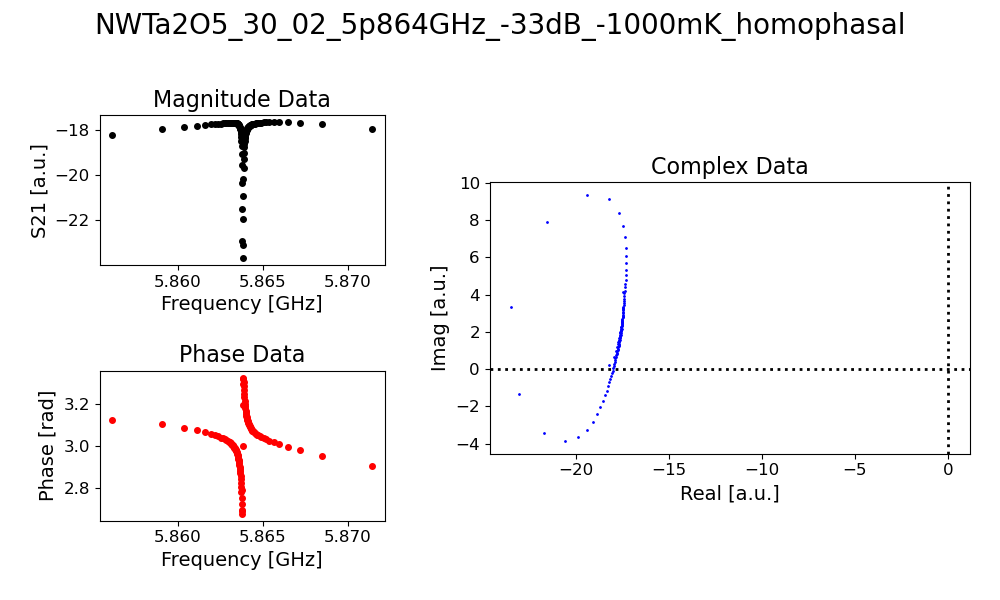 NWTa2O5_30_02_5p864GHz_-33dB_-1000mK_homophasal
Magnitude Data
S21 [a.u.]
−18
−20
−22
5.860 5.865 5.870
Frequency [GHz]
Phase Data
Phase [rad]
3.2
3.0
2.8
5.860 5.865 5.870
Frequency [GHz]
Complex Data
Imag [a.u.]
10
8
6
4
2
0
−2
−4
−20 −15 −10 −5 0
Real [a.u.]